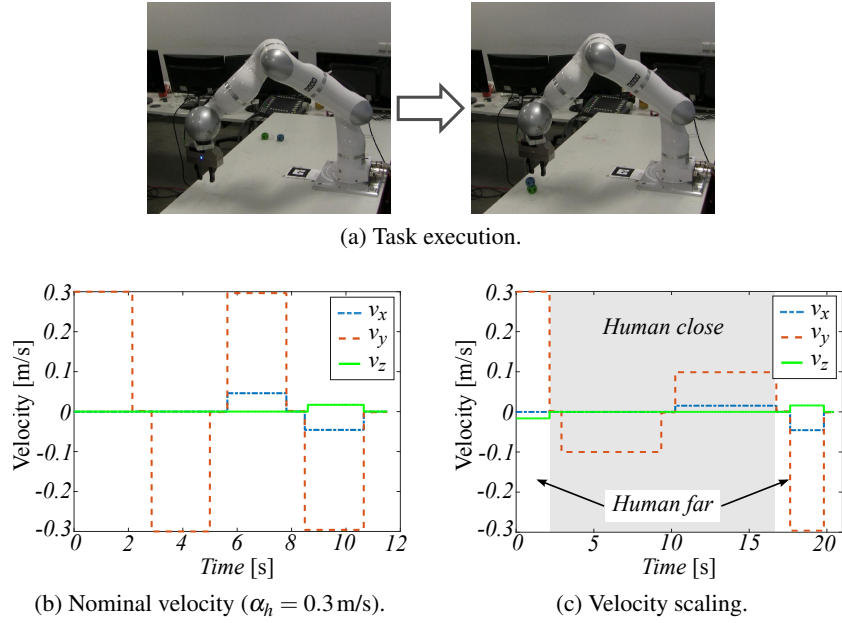 (a) Task execution.
0.3
0.2
0.1
0
-0.1
-0.2
-0.3
Velocity [m/s]
v_x
v_y
v_z
0 2 4 6 8 10 12
Time [s]
(b) Nominal velocity (α_h = 0.3 m/s).
0.3
0.2
0.1
0
-0.1
-0.2
-0.3
Velocity [m/s]
Human close
v_x
v_y
v_z
Human far
0 5 10 15 20
Time [s]
(c) Velocity scaling.